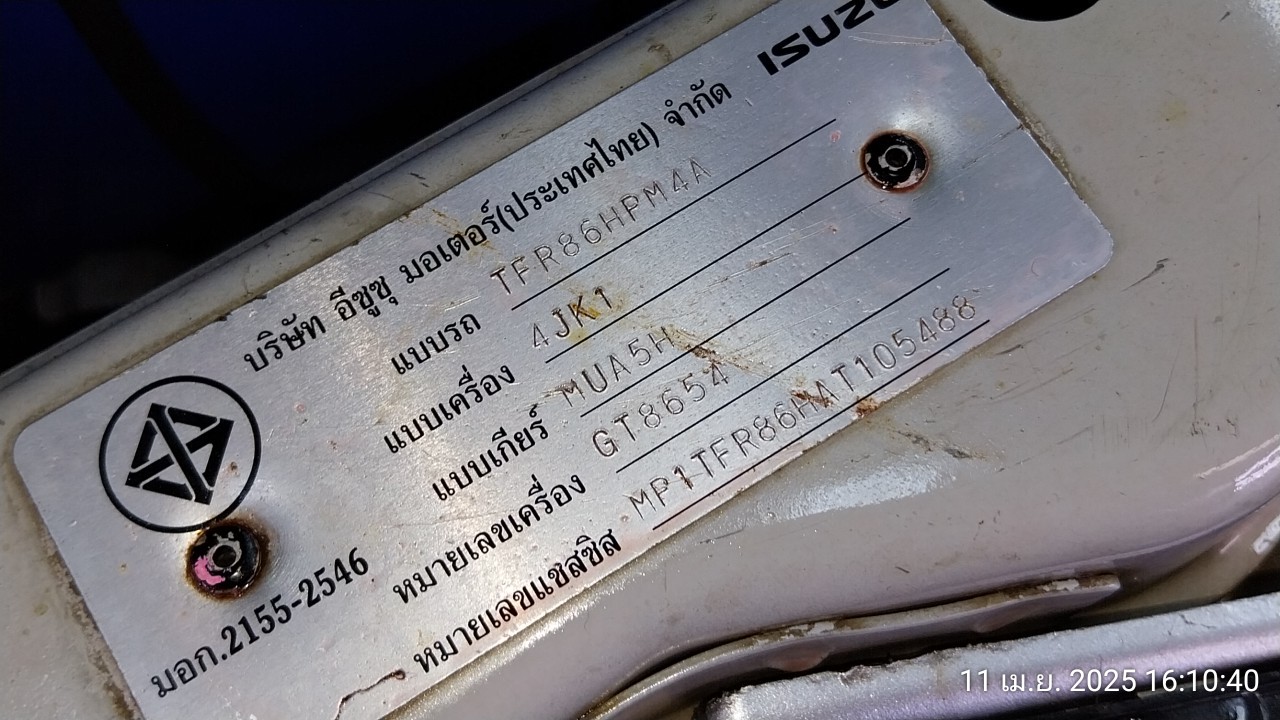 ISUZU
บริษัท อีซูซุ มอเตอร์(ประเทศไทย) จำกัด
แบบรถ TFR86HPM4A
แบบเครื่อง 4JK1
แบบเกียร์ MUA5H
หมายเลขเครื่อง GT8654
หมายเลขแชสซิส MP1TFR86HAT105488
มอก.2155-2546
11 เม.ย. 2025 16:10:40